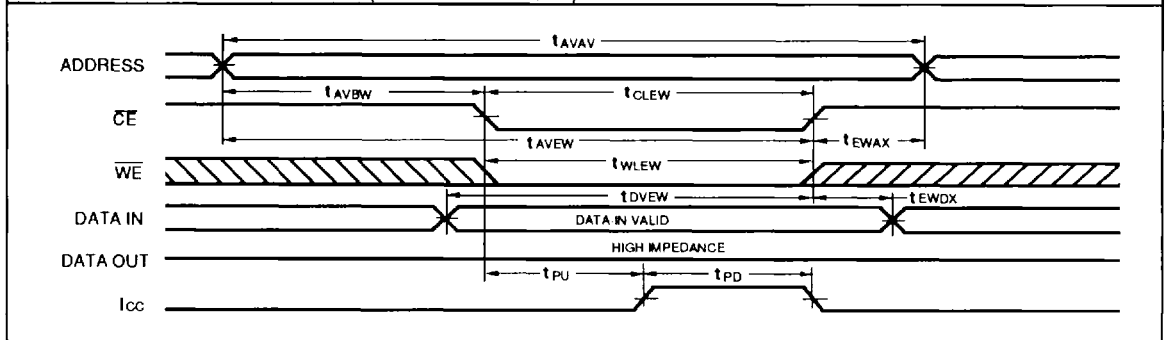 tAVAV
ADDRESS
tAVBW
tCLEW
CE
tAVEW
tEWAX
WE
tWLEW
tDVEW
tEWDX
DATA IN
DATA IN VALID
HIGH IMPEDANCE
DATA OUT
tPU
tPD
Icc